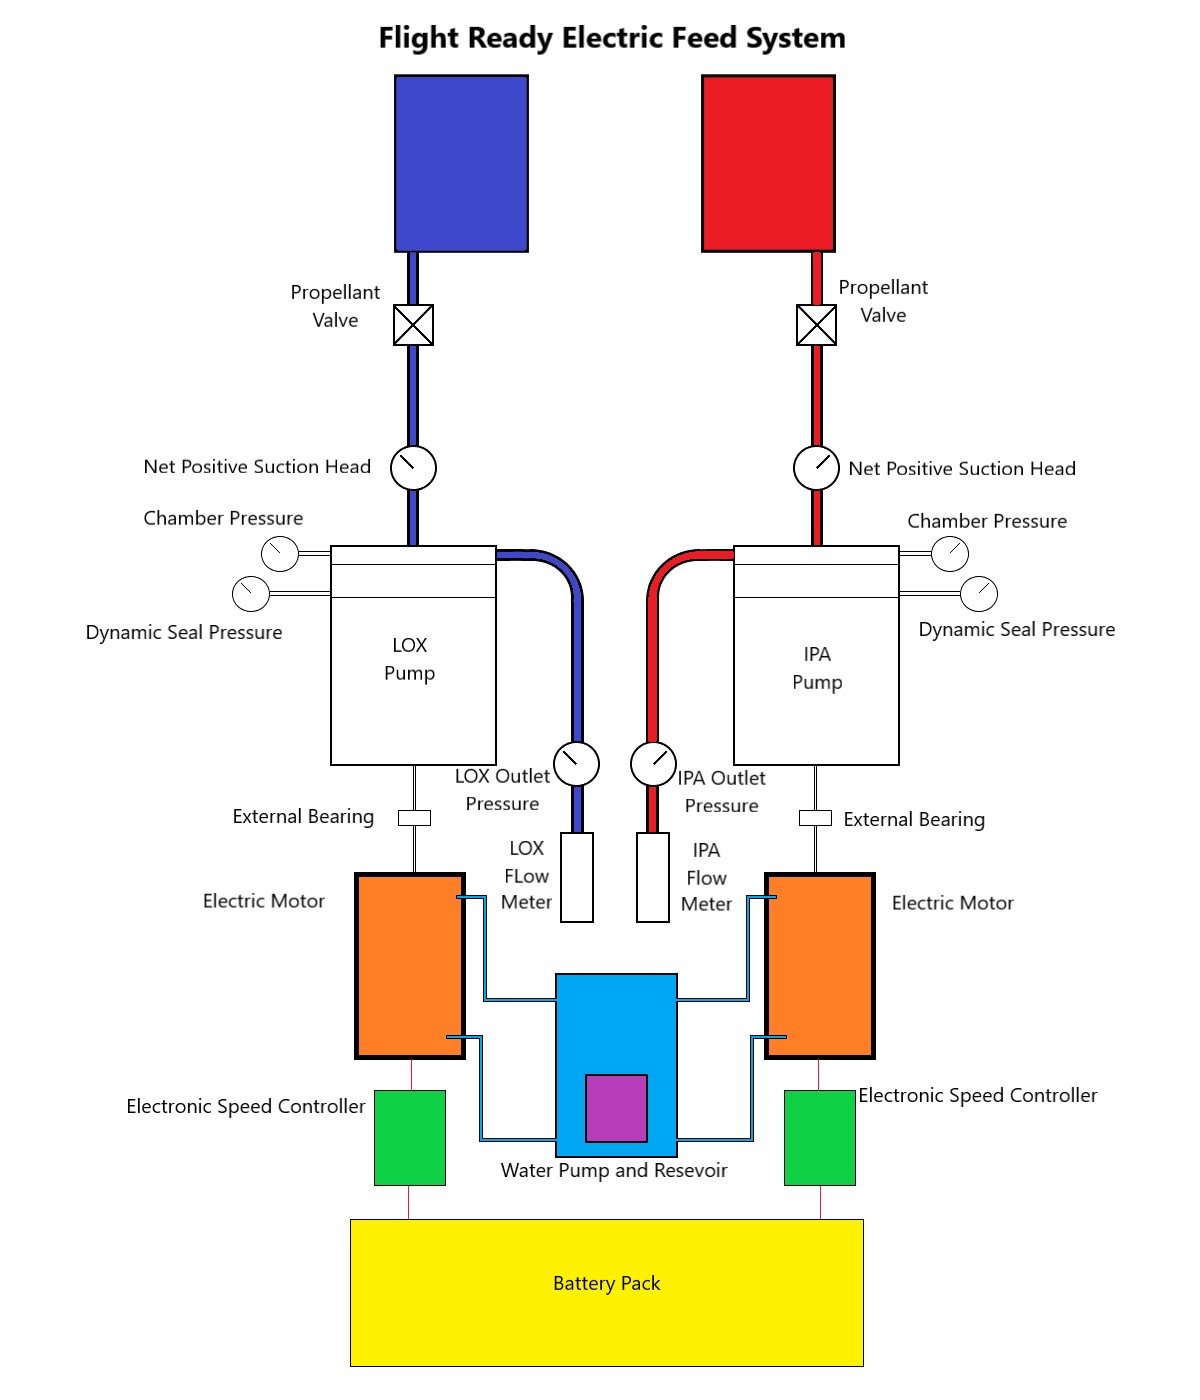 Flight Ready Electric Feed System
Propellant
Valve
Propellant
Valve
Net Positive Suction Head
Net Positive Suction Head
Chamber Pressure
Chamber Pressure
Dynamic Seal Pressure
Dynamic Seal Pressure
LOX
Pump
IPA
Pump
LOX Outlet
Pressure
IPA Outlet
Pressure
External Bearing
External Bearing
LOX
FLow
Meter
IPA
Flow
Meter
Electric Motor
Electric Motor
Electronic Speed Controller
Electronic Speed Controller
Water Pump and Resevoir
Battery Pack